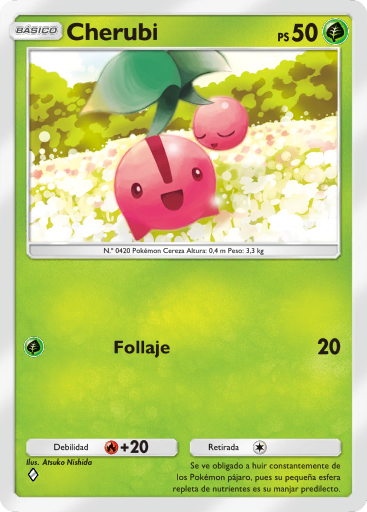 BÁSICO Cherubi PS 50
N.º 0420 Pokémon Cereza Altura: 0,4 m Peso: 3,3 kg
Follaje 20
Debilidad +20 Retirada
Ilus. Atsuko Nishida
Se ve obligado a huir constantemente de
los Pokémon pájaro, pues su pequeña esfera
repleta de nutrientes es su manjar predilecto.